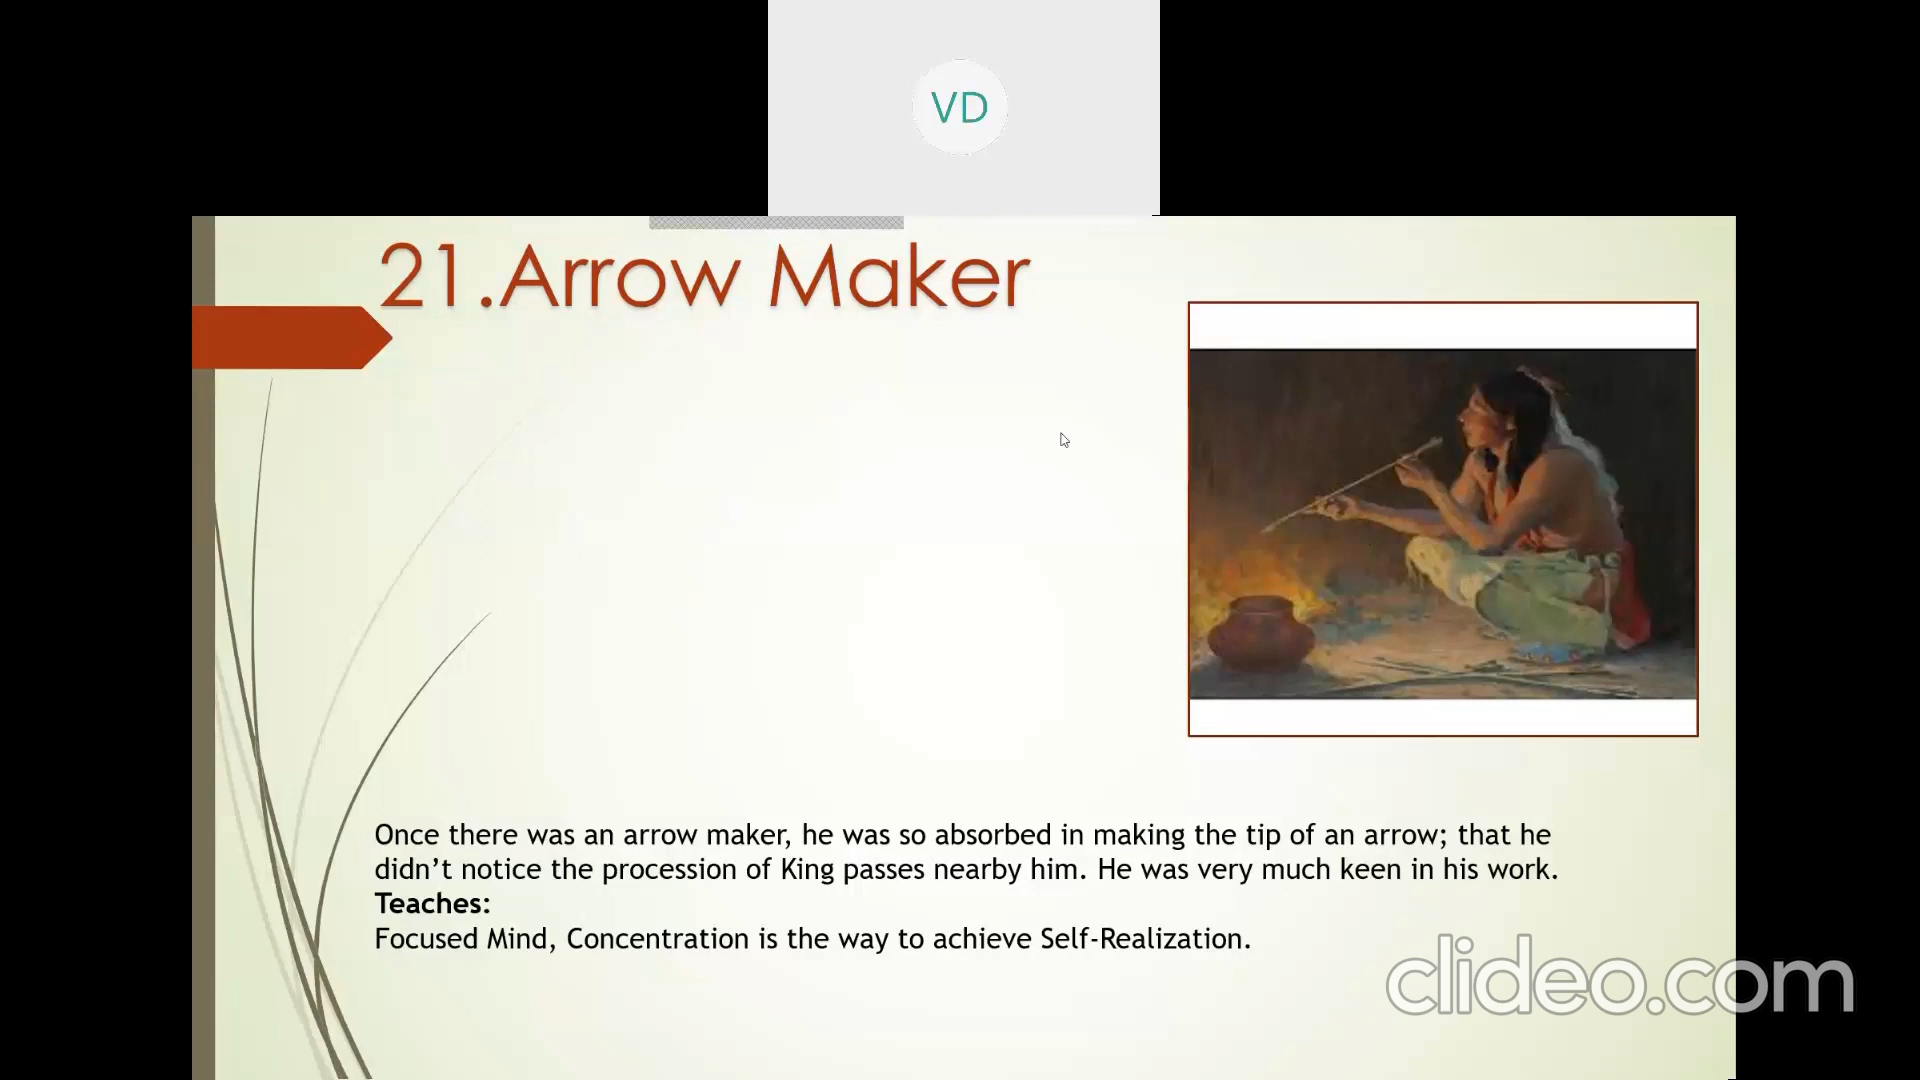 VD
21.Arrow Maker
Once there was an arrow maker, he was so absorbed in making the tip of an arrow; that he
didn’t notice the procession of King passes nearby him. He was very much keen in his work.
Teaches:
Focused Mind, Concentration is the way to achieve Self-Realization.
clideo.com